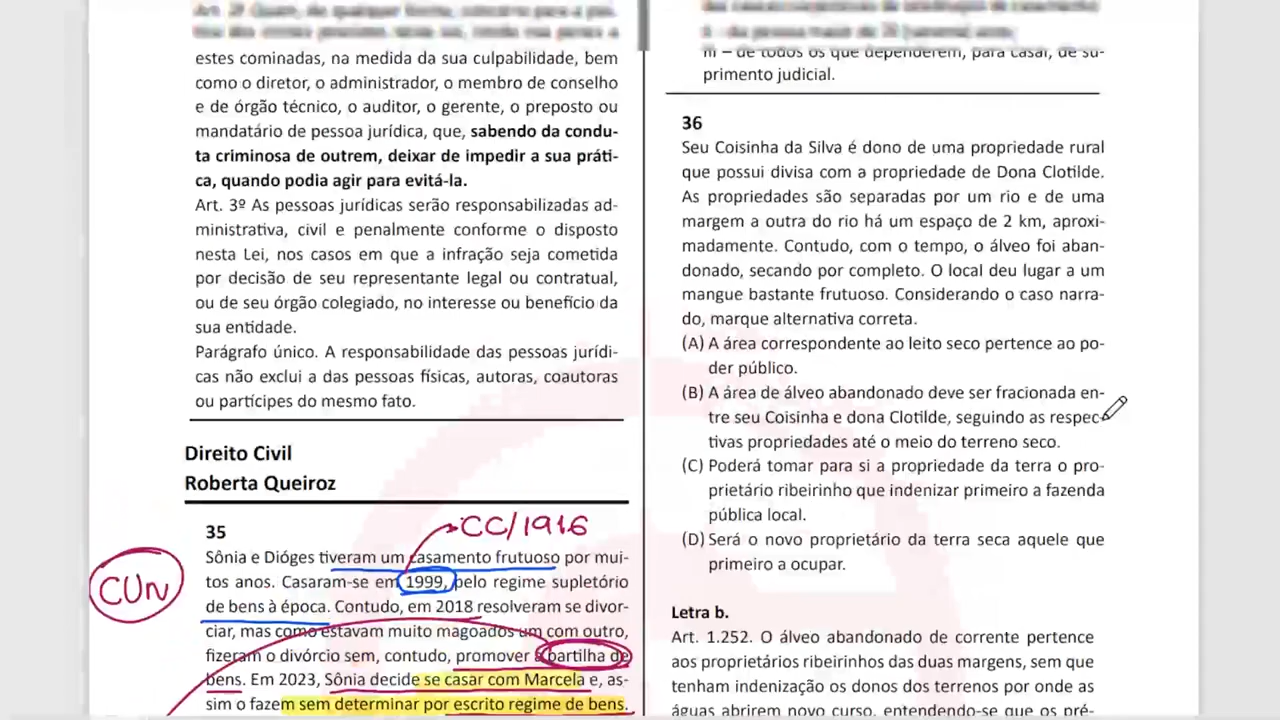 estes cominadas, na medida da sua culpabilidade, bem
como o diretor, o administrador, o membro de conselho
e de órgão técnico, o auditor, o gerente, o preposto ou
mandatário de pessoa jurídica, que, sabendo da condu-
ta criminosa de outrem, deixar de impedir a sua práti-
ca, quando podia agir para evitá-la.
Art. 3º As pessoas jurídicas serão responsabilizadas ad-
ministrativa, civil e penalmente conforme o disposto
nesta Lei, nos casos em que a infração seja cometida
por decisão de seu representante legal ou contratual,
ou de seu órgão colegiado, no interesse ou benefício da
sua entidade.
Parágrafo único. A responsabilidade das pessoas jurídi-
cas não exclui a das pessoas físicas, autoras, coautoras
ou partícipes do mesmo fato.
Direito Civil
Roberta Queiroz
35
CC/1916
Sônia e Dióges tiveram um casamento frutuoso por mui-
tos anos. Casaram-se em 1999, pelo regime supletório
CUn
de bens à época. Contudo, em 2018 resolveram se divor-
ciar, mas como estavam muito magoados um com outro,
fizeram o divórcio sem, contudo, promover a partilha de
bens. Em 2023, Sônia decide se casar com Marcela e, as-
sim o fazem sem determinar por escrito regime de bens.
III – de todos os que dependerem, para casar, de su-
primento judicial.
36
Seu Coisinha da Silva é dono de uma propriedade rural
que possui divisa com a propriedade de Dona Clotilde.
As propriedades são separadas por um rio e de uma
margem a outra do rio há um espaço de 2 km, aproxi-
madamente. Contudo, com o tempo, o álveo foi aban-
donado, secando por completo. O local deu lugar a um
mangue bastante frutuoso. Considerando o caso narra-
do, marque alternativa correta.
(A) A área correspondente ao leito seco pertence ao po-
der público.
(B) A área de álveo abandonado deve ser fracionada en-
tre seu Coisinha e dona Clotilde, seguindo as respec-
tivas propriedades até o meio do terreno seco.
(C) Poderá tomar para si a propriedade da terra o pro-
prietário ribeirinho que indenizar primeiro a fazenda
pública local.
(D) Será o novo proprietário da terra seca aquele que
primeiro a ocupar.
Letra b.
Art. 1.252. O álveo abandonado de corrente pertence
aos proprietários ribeirinhos das duas margens, sem que
tenham indenização os donos dos terrenos por onde as
águas abrirem novo curso, entendendo-se que os pré-